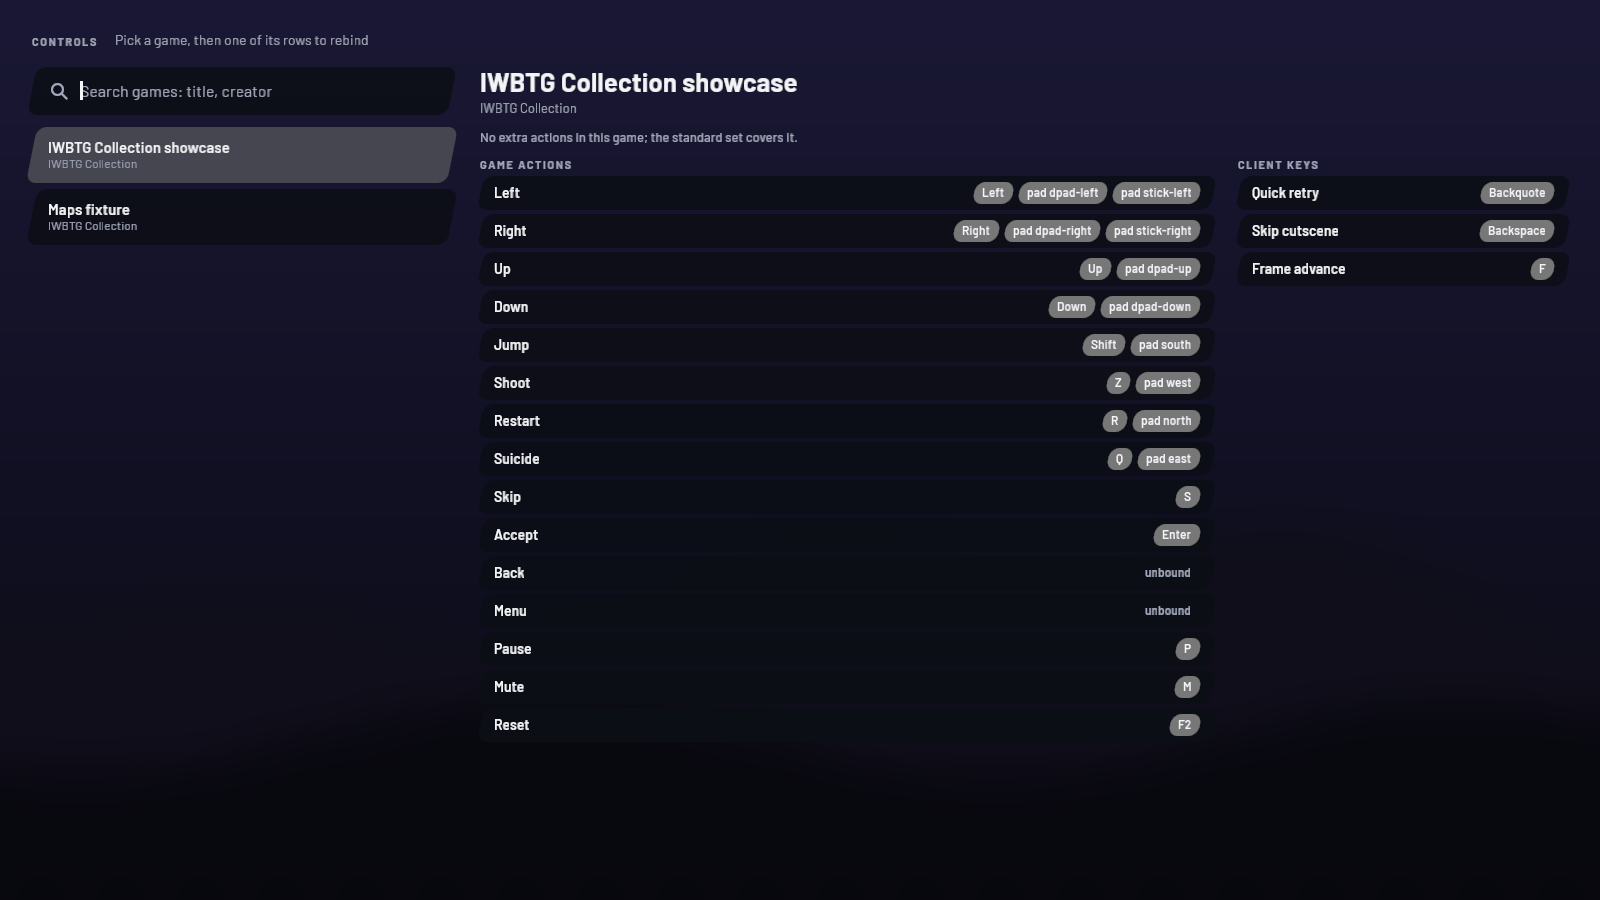 CONTROLS Pick a game, then one of its rows to rebind
Search games: title, creator
IWBTG Collection showcase
IWBTG Collection
Maps fixture
IWBTG Collection
IWBTG Collection showcase
IWBTG Collection
No extra actions in this game; the standard set covers it.
GAME ACTIONS
Left Left pad dpad-left pad stick-left
Right Right pad dpad-right pad stick-right
Up Up pad dpad-up
Down Down pad dpad-down
Jump Shift pad south
Shoot Z pad west
Restart R pad north
Suicide Q pad east
Skip S
Accept Enter
Back unbound
Menu unbound
Pause P
Mute M
Reset F2
CLIENT KEYS
Quick retry Backquote
Skip cutscene Backspace
Frame advance F